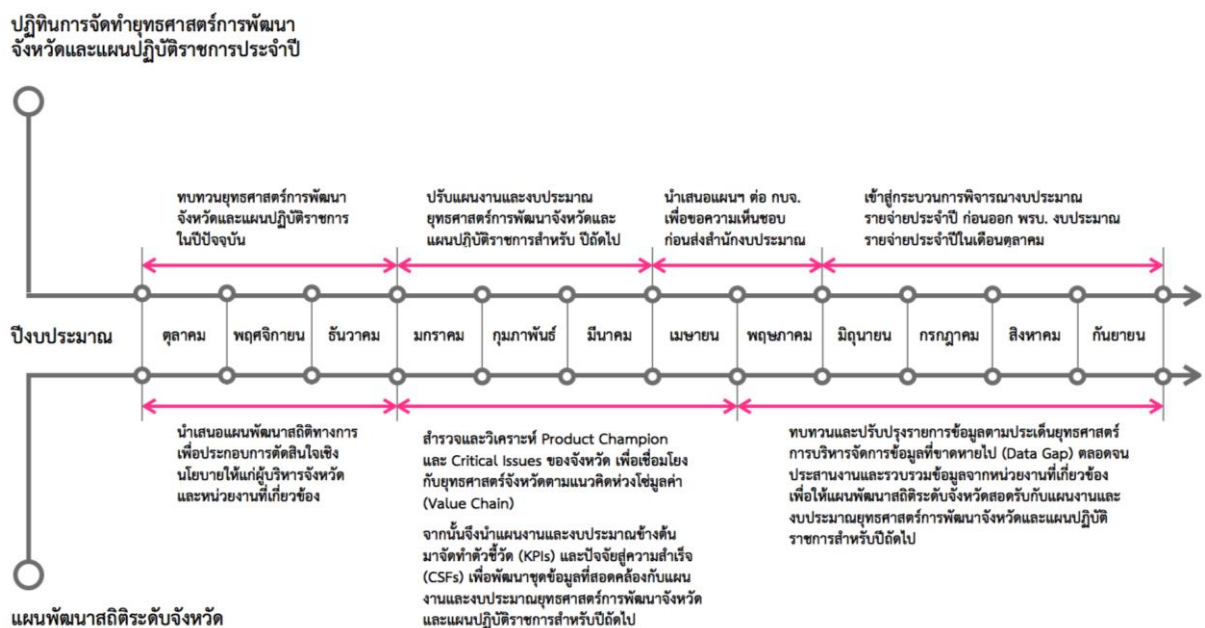 ปฏิทินการจัดทำยุทธศาสตร์การพัฒนา
จังหวัดและแผนปฏิบัติราชการประจำปี
ทบทวนยุทธศาสตร์การพัฒนา
จังหวัดและแผนปฏิบัติราชการ
ในปีปัจจุบัน
ปรับแผนงานและงบประมาณ
ยุทธศาสตร์การพัฒนาจังหวัดและ
แผนปฏิบัติราชการสำหรับ ปีถัดไป
นำเสนอแผนฯ ต่อ กบจ.
เพื่อขอความเห็นชอบ
ก่อนส่งสำนักงบประมาณ
เข้าสู่กระบวนการพิจารณางบประมาณ
รายจ่ายประจำปี ก่อนออก พรบ. งบประมาณ
รายจ่ายประจำปีในเดือนตุลาคม
ปีงบประมาณ ตุลาคม พฤศจิกายน ธันวาคม มกราคม กุมภาพันธ์ มีนาคม เมษายน พฤษภาคม มิถุนายน กรกฎาคม สิงหาคม กันยายน
นำเสนอแผนพัฒนาสถิติทางการ
เพื่อประกอบการตัดสินใจเชิง
นโยบายให้แก่ผู้บริหารจังหวัด
และหน่วยงานที่เกี่ยวข้อง
สำรวจและวิเคราะห์ Product Champion
และ Critical Issues ของจังหวัด เพื่อเชื่อมโยง
กับยุทธศาสตร์จังหวัดตามแนวคิดห่วงโซ่มูลค่า
(Value Chain)
จากนั้นจึงนำแผนงานและงบประมาณข้างต้น
มาจัดทำตัวชี้วัด (KPIs) และปัจจัยสู่ความสำเร็จ
(CSFs) เพื่อพัฒนาชุดข้อมูลที่สอดคล้องกับแผน
งานและงบประมาณยุทธศาสตร์การพัฒนาจังหวัด
และแผนปฏิบัติราชการสำหรับปีถัดไป
ทบทวนและปรับปรุงรายการข้อมูลตามประเด็นยุทธศาสตร์
การบริหารจัดการข้อมูลที่ขาดหายไป (Data Gap) ตลอดจน
ประสานงานและรวบรวมข้อมูลจากหน่วยงานที่เกี่ยวข้อง
เพื่อให้แผนพัฒนาสถิติระดับจังหวัดสอดรับกับแผนงานและ
งบประมาณยุทธศาสตร์การพัฒนาจังหวัดและแผนปฏิบัติ
ราชการสำหรับปีถัดไป
แผนพัฒนาสถิติระดับจังหวัด